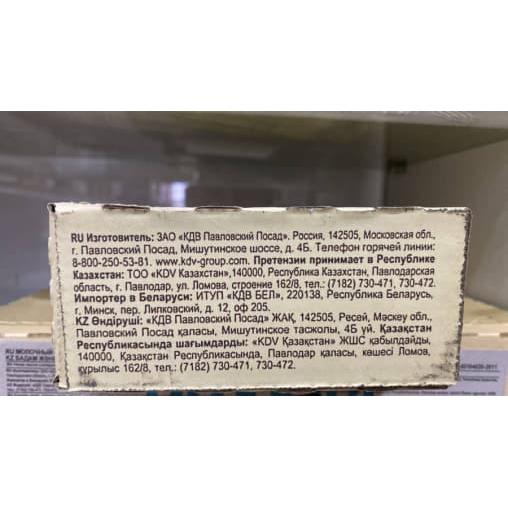 RU Изготовитель: ЗАО «КДВ Павловский Посад». Россия, 142505, Московская обл.,
г. Павловский Посад, Мишутинское шоссе, д. 4Б. Телефон горячей линии:
8-800-250-53-81. www.kdv-group.com. Претензии принимает в Республике
Казахстан: ТОО «KDV Казахстан»,140000, Республика Казахстан, Павлодарская
область, г. Павлодар, ул. Ломова, строение 162/8, тел.: (7182) 730-471, 730-472.
Импортер в Беларуси: ИТУП «КДВ БЕЛ», 220138, Республика Беларусь,
г. Минск, пер. Липковский, д. 12, оф 205.
KZ Өндіруші: «КДВ Павловский Посад» ЖАҚ, 142505, Ресей, Мәскеу обл.,
Павловский Посад қаласы, Мишутинское тасжолы, 4Б үй. Қазақстан
Республикасында шағымдарды: «KDV Қазақстан» ЖШС қабылдайды,
140000, Қазақстан Республикасында, Павлодар қаласы, көшесі Ломов,
құрылыс 162/8, тел.: (7182) 730-471, 730-472.
RU МОЛОЧНЫЙ
KZ БАДАМ ЖӘНЕ